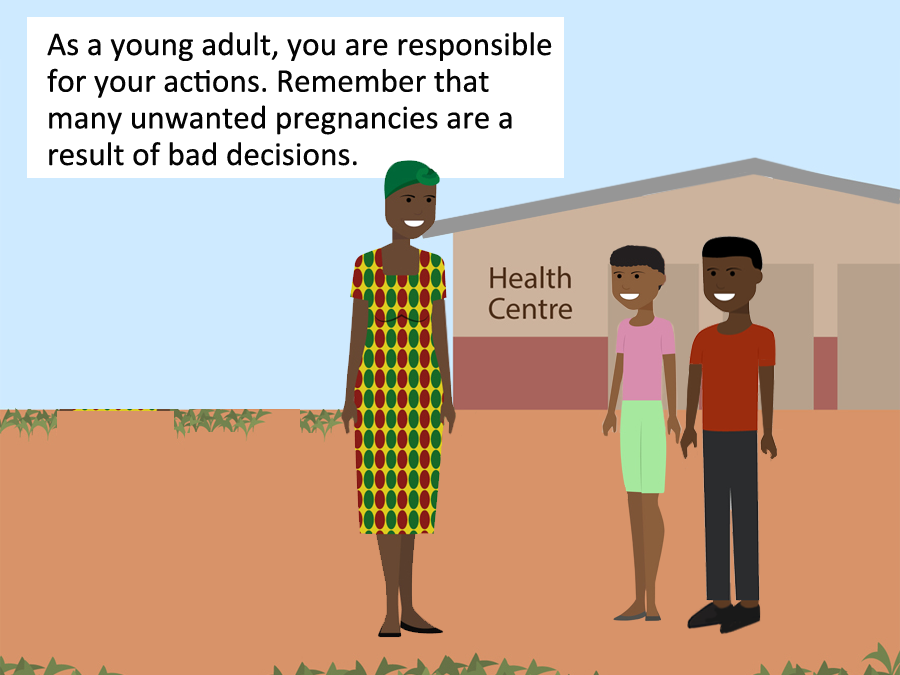 As a young adult, you are responsible
for your actions. Remember that
many unwanted pregnancies are a
result of bad decisions.
Health
Centre